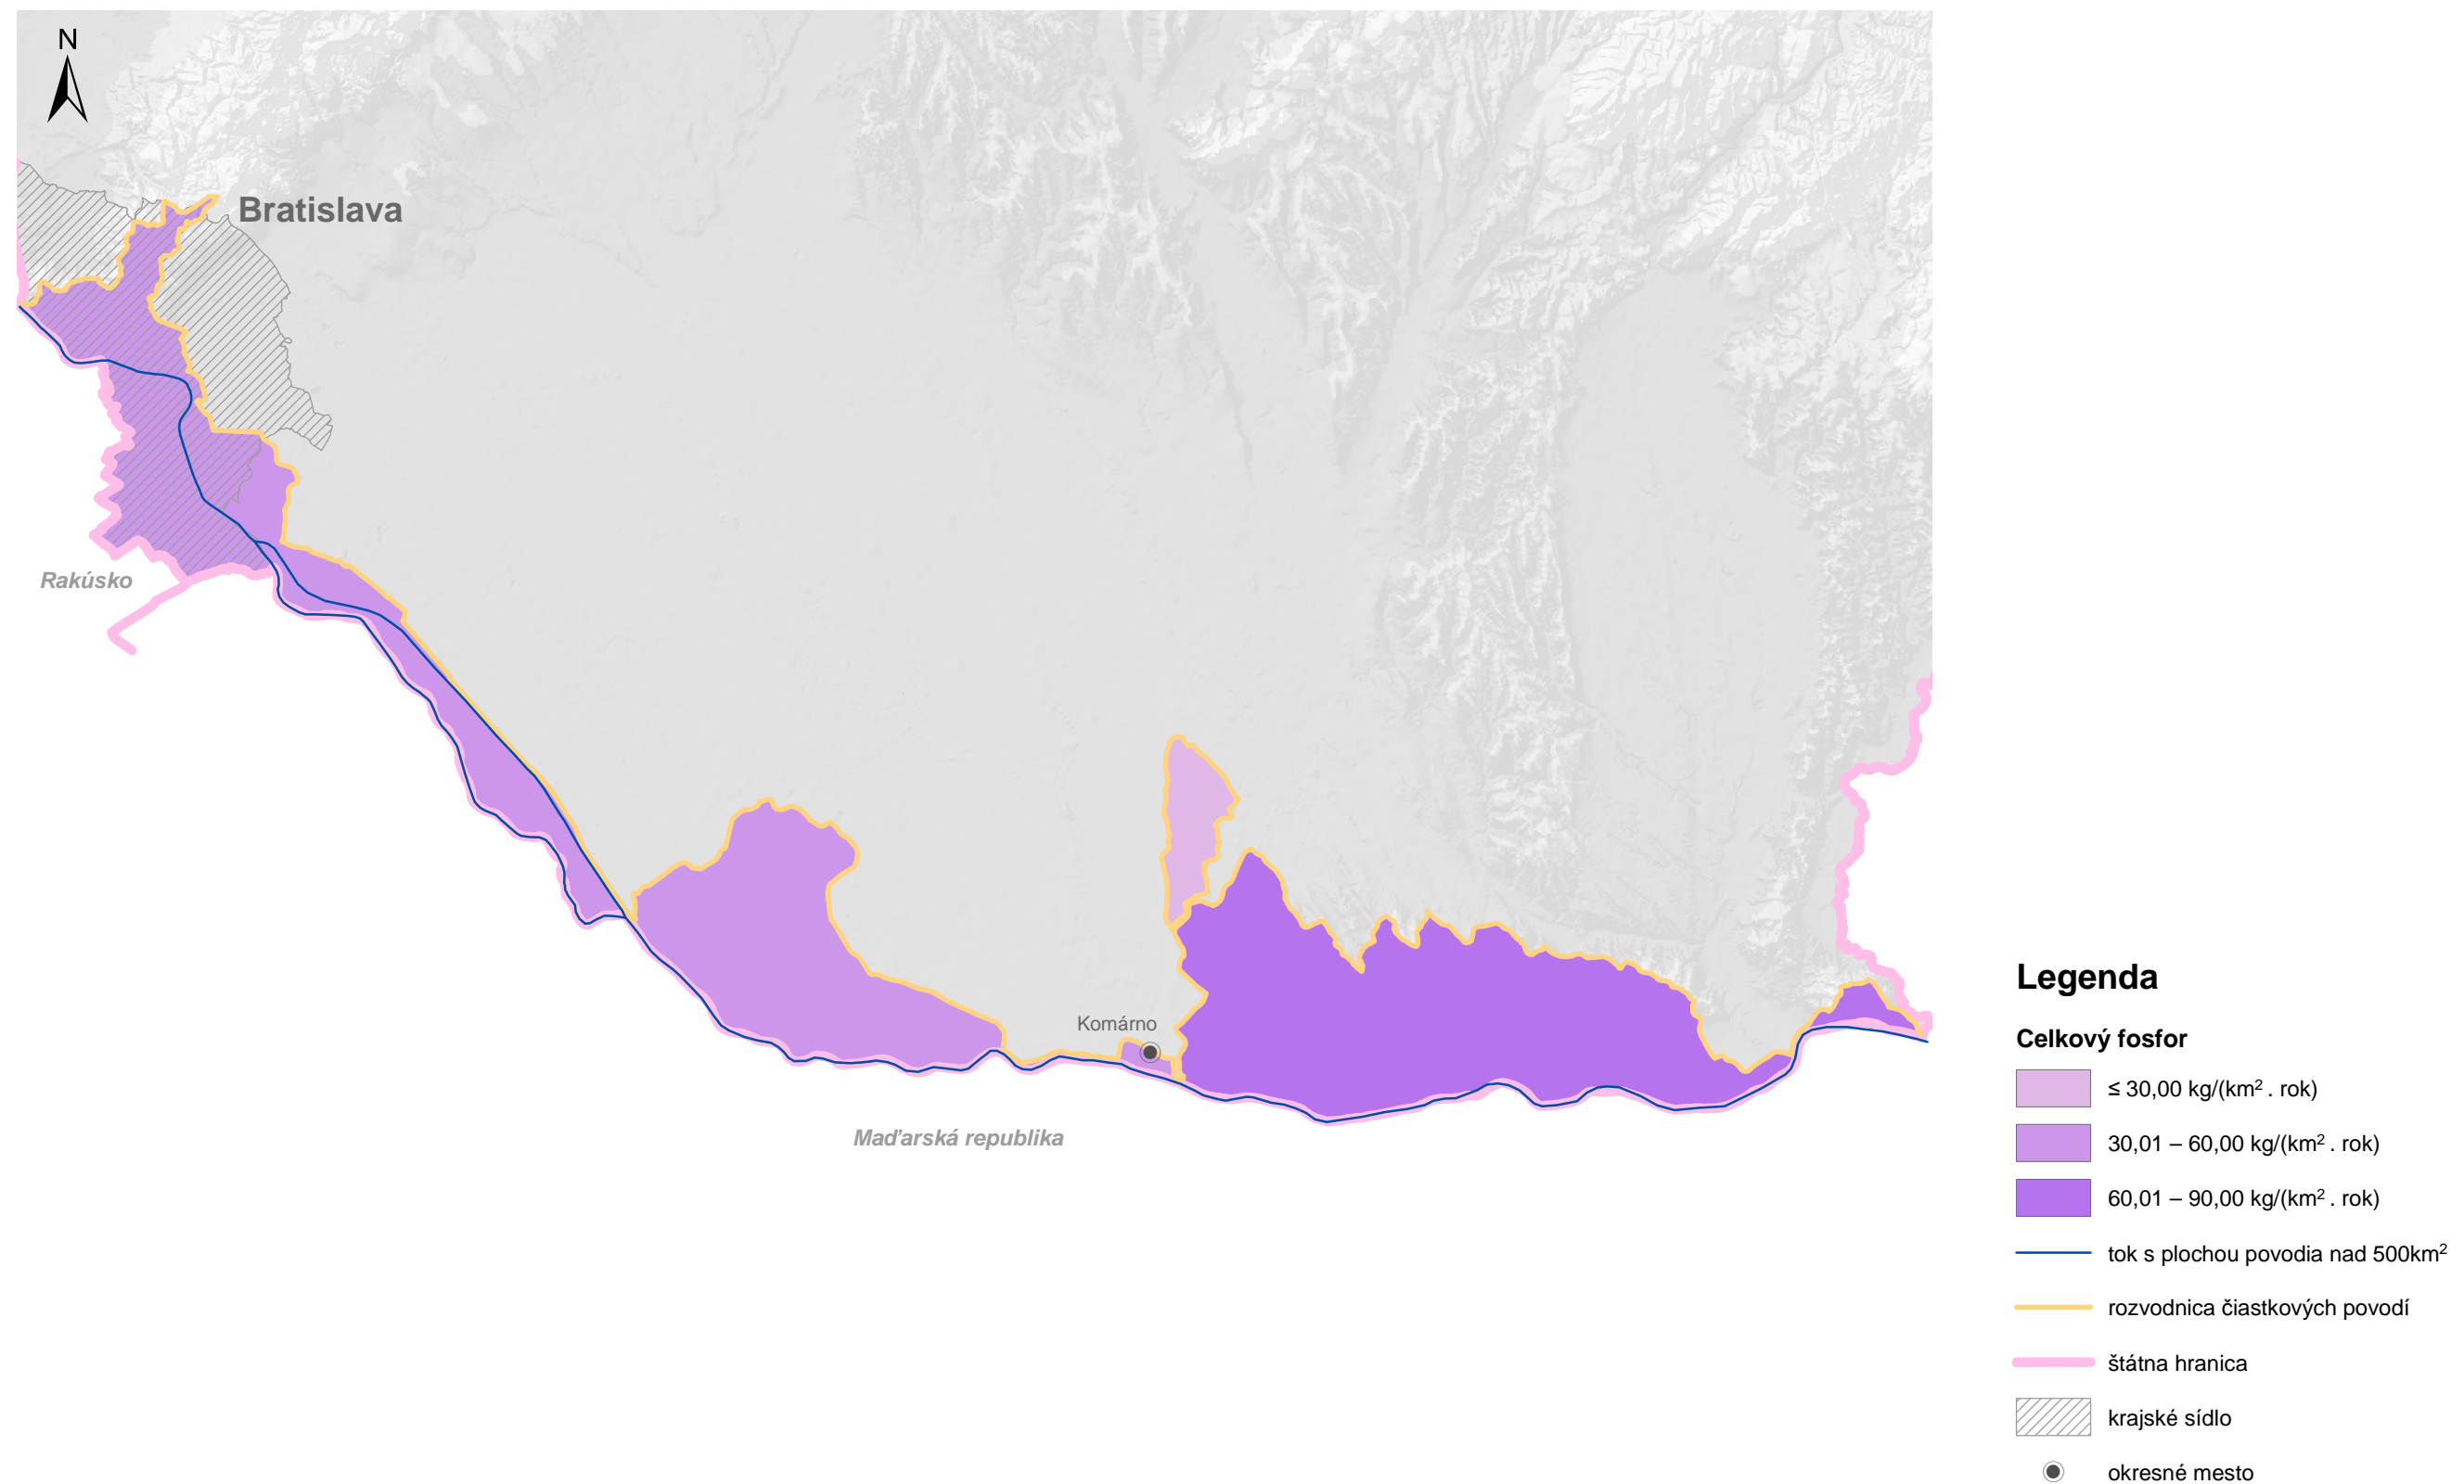 N
Bratislava
Rakúsko
Komárno
Maďarská republika
Legenda
Celkový fosfor
≤ 30,00 kg/(km² . rok)
30,01 – 60,00 kg/(km² . rok)
60,01 – 90,00 kg/(km² . rok)
tok s plochou povodia nad 500km²
rozvodnica čiastkových povodí
štátna hranica
krajské sídlo
okresné mesto